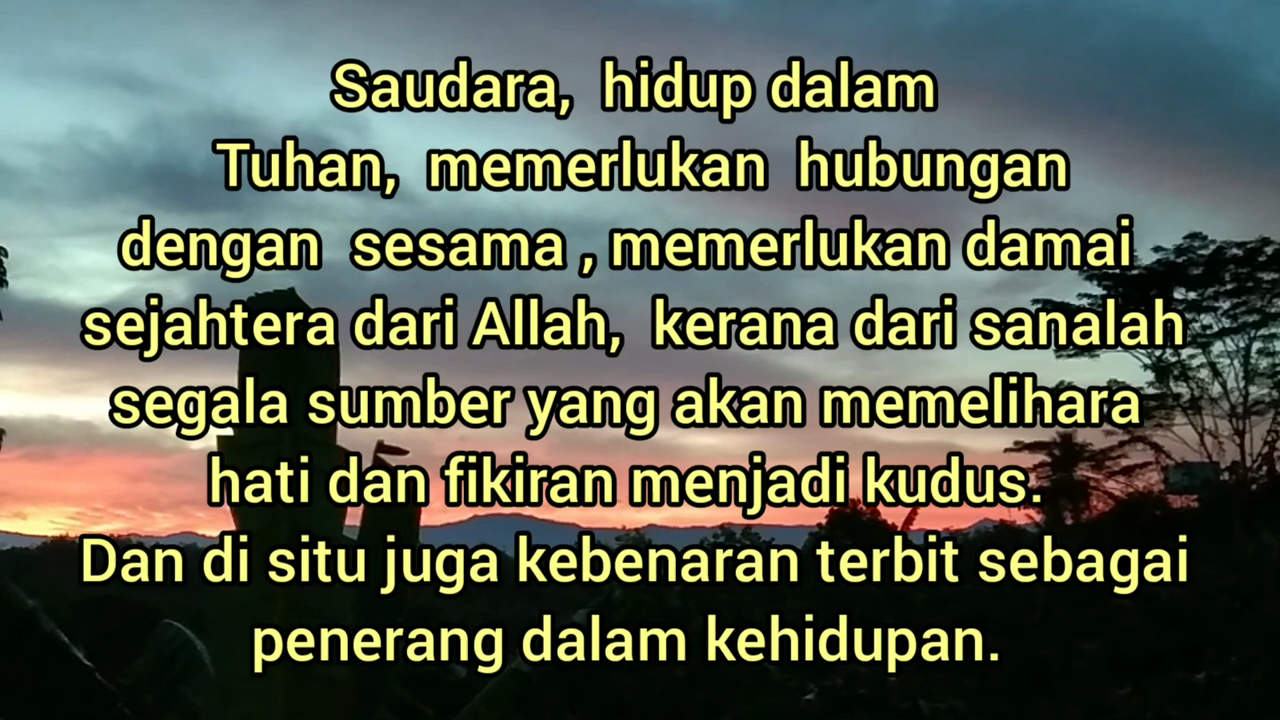 Saudara, hidup dalam
Tuhan, memerlukan hubungan
dengan sesama , memerlukan damai
sejahtera dari Allah, kerana dari sanalah
segala sumber yang akan memelihara
hati dan fikiran menjadi kudus.
Dan di situ juga kebenaran terbit sebagai
penerang dalam kehidupan.